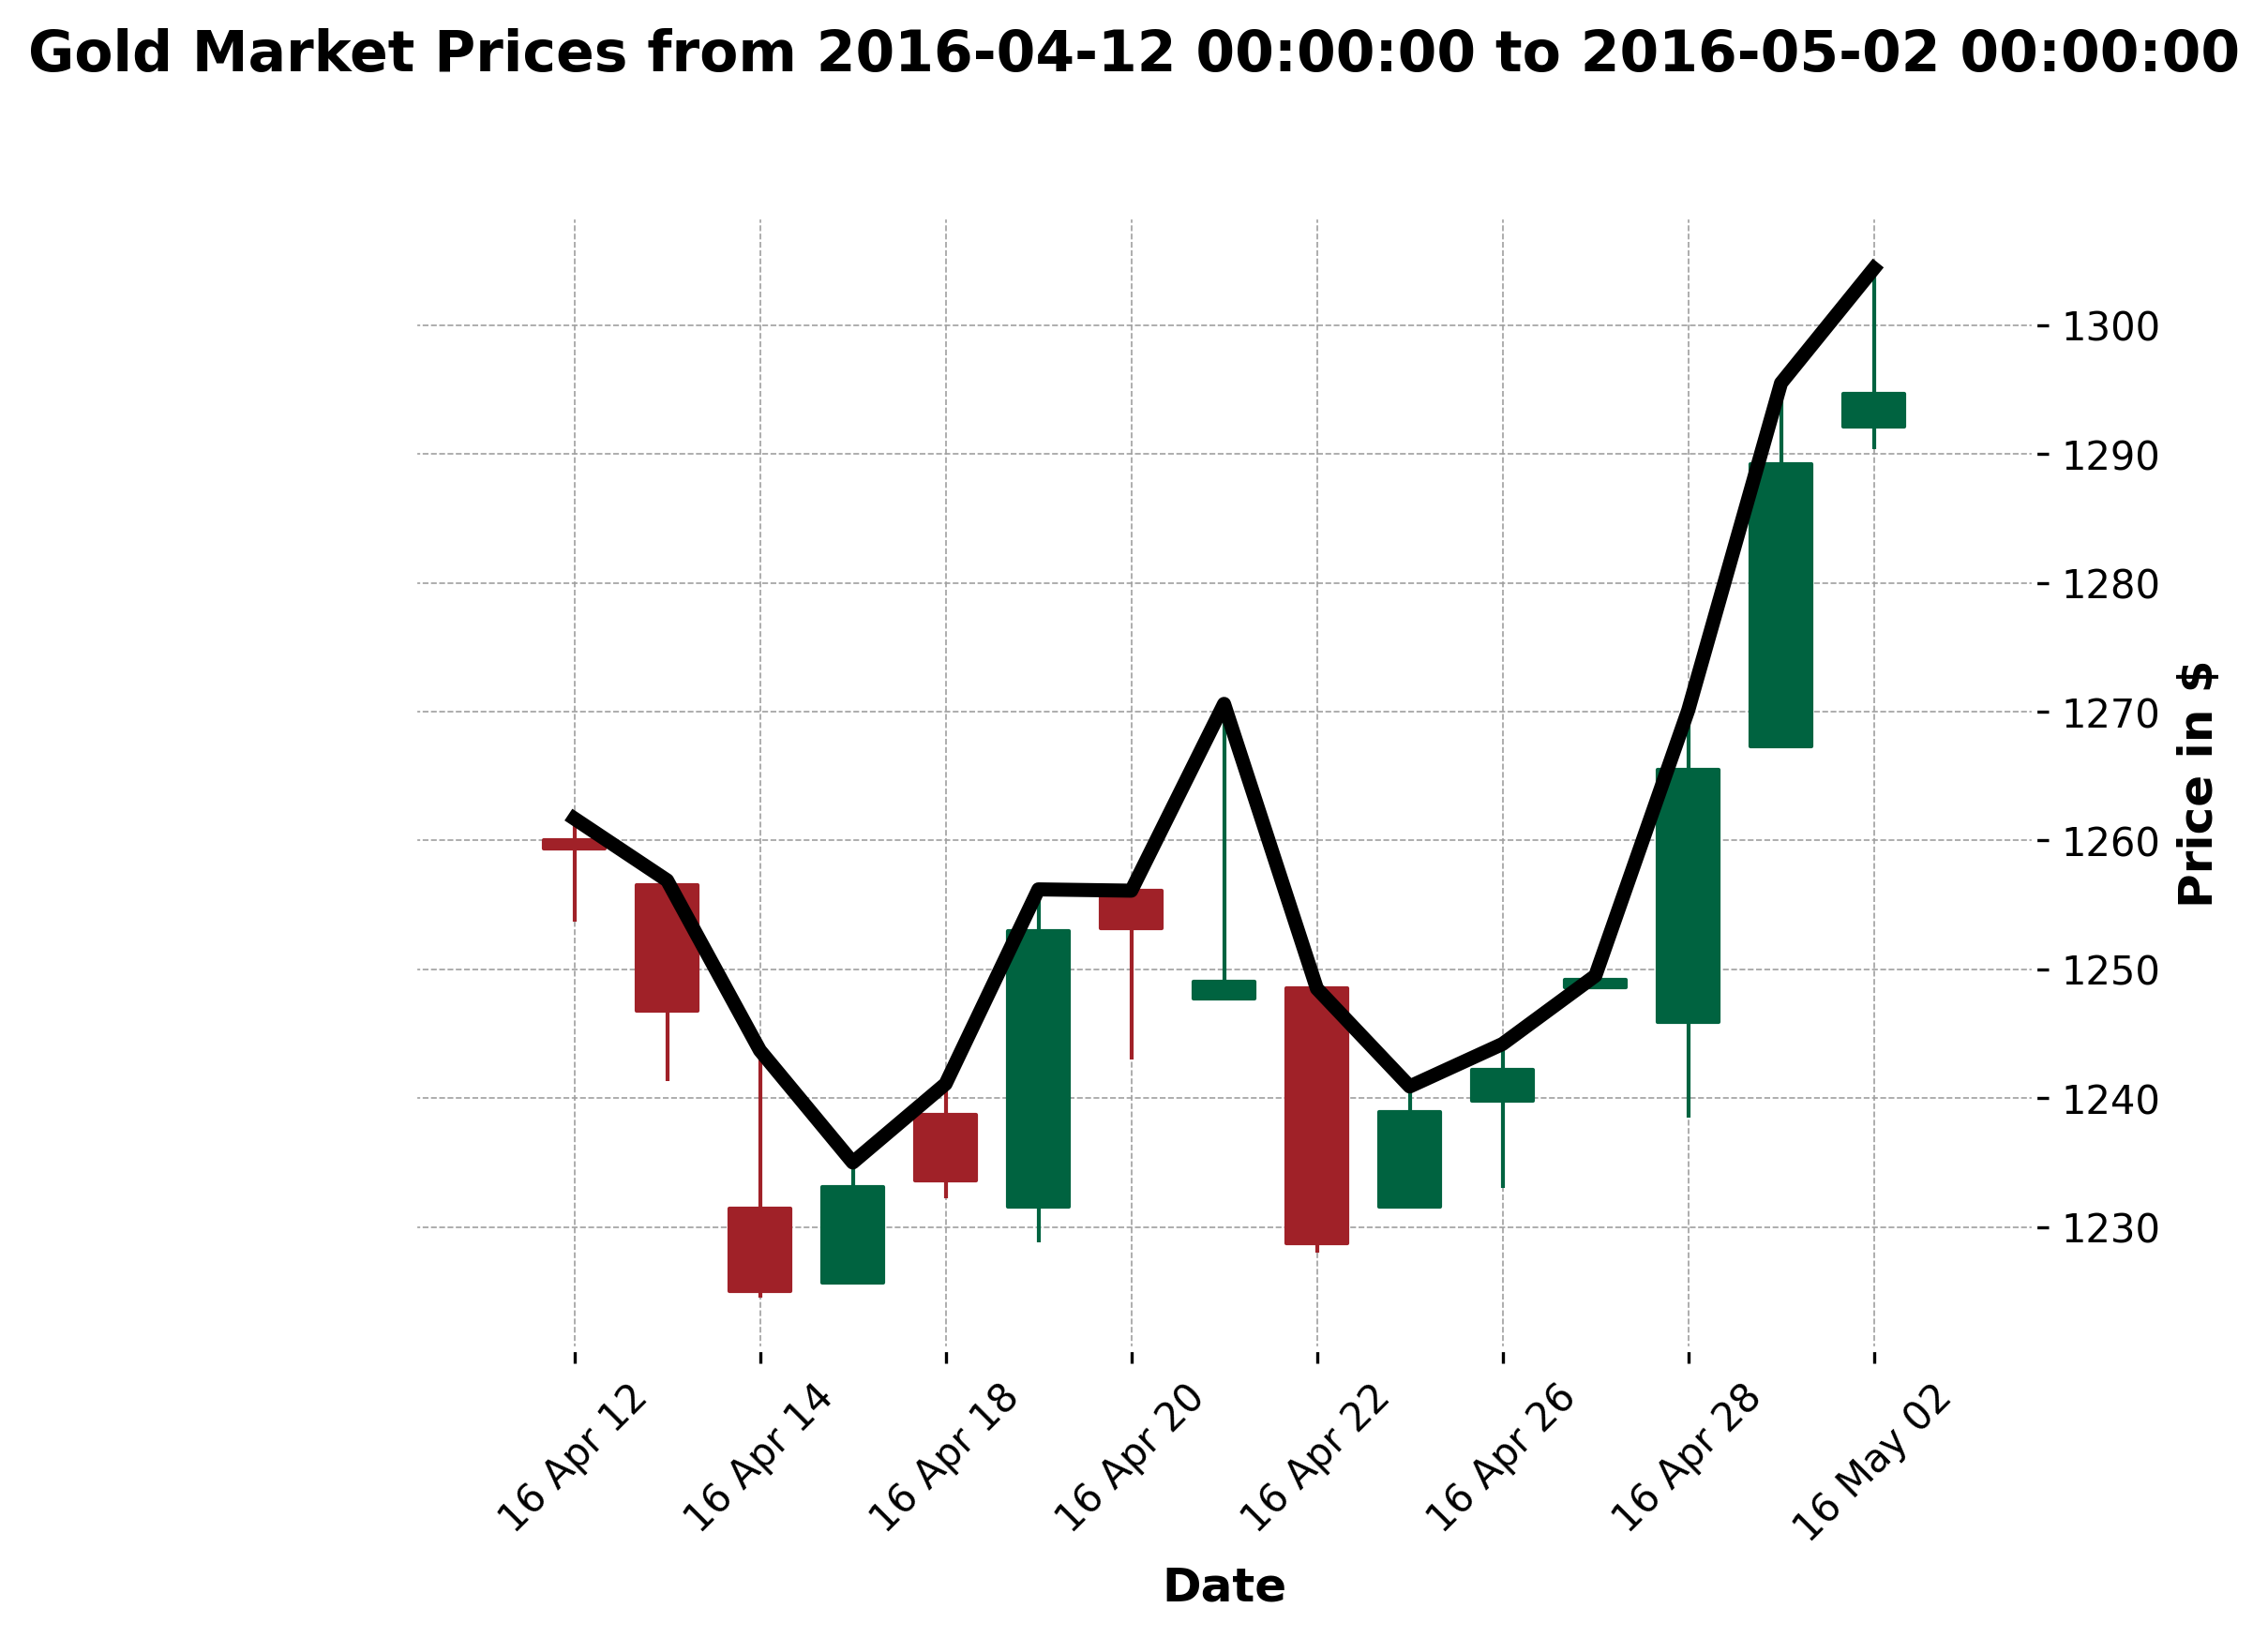 Gold Market Prices from 2016-04-12 00:00:00 to 2016-05-02 00:00:00
1300
1290
1280
1270
1260
1250
1240
1230
Price in $
16 Apr 12
16 Apr 14
16 Apr 18
16 Apr 20
16 Apr 22
16 Apr 26
16 Apr 28
16 May 02
Date